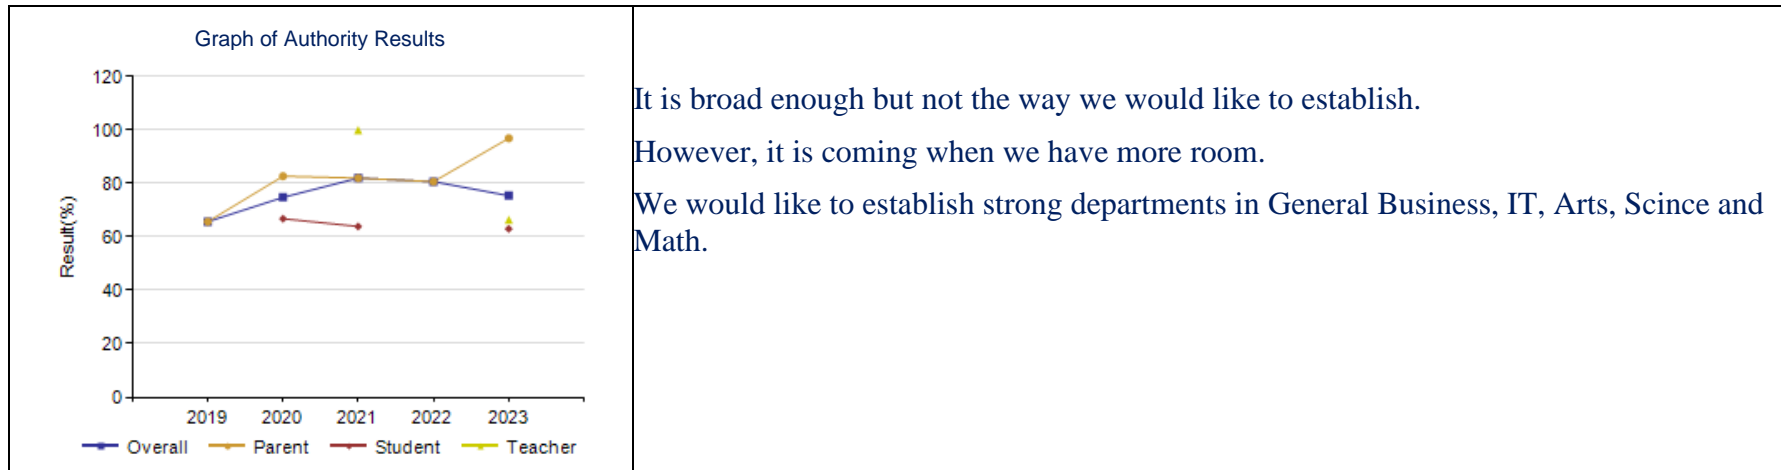 Graph of Authority Results
120
100
80
60
40
20
0
Result(%)
2019 2020 2021 2022 2023
Overall Parent Student Teacher
It is broad enough but not the way we would like to establish.
However, it is coming when we have more room.
We would like to establish strong departments in General Business, IT, Arts, Scince and
Math.